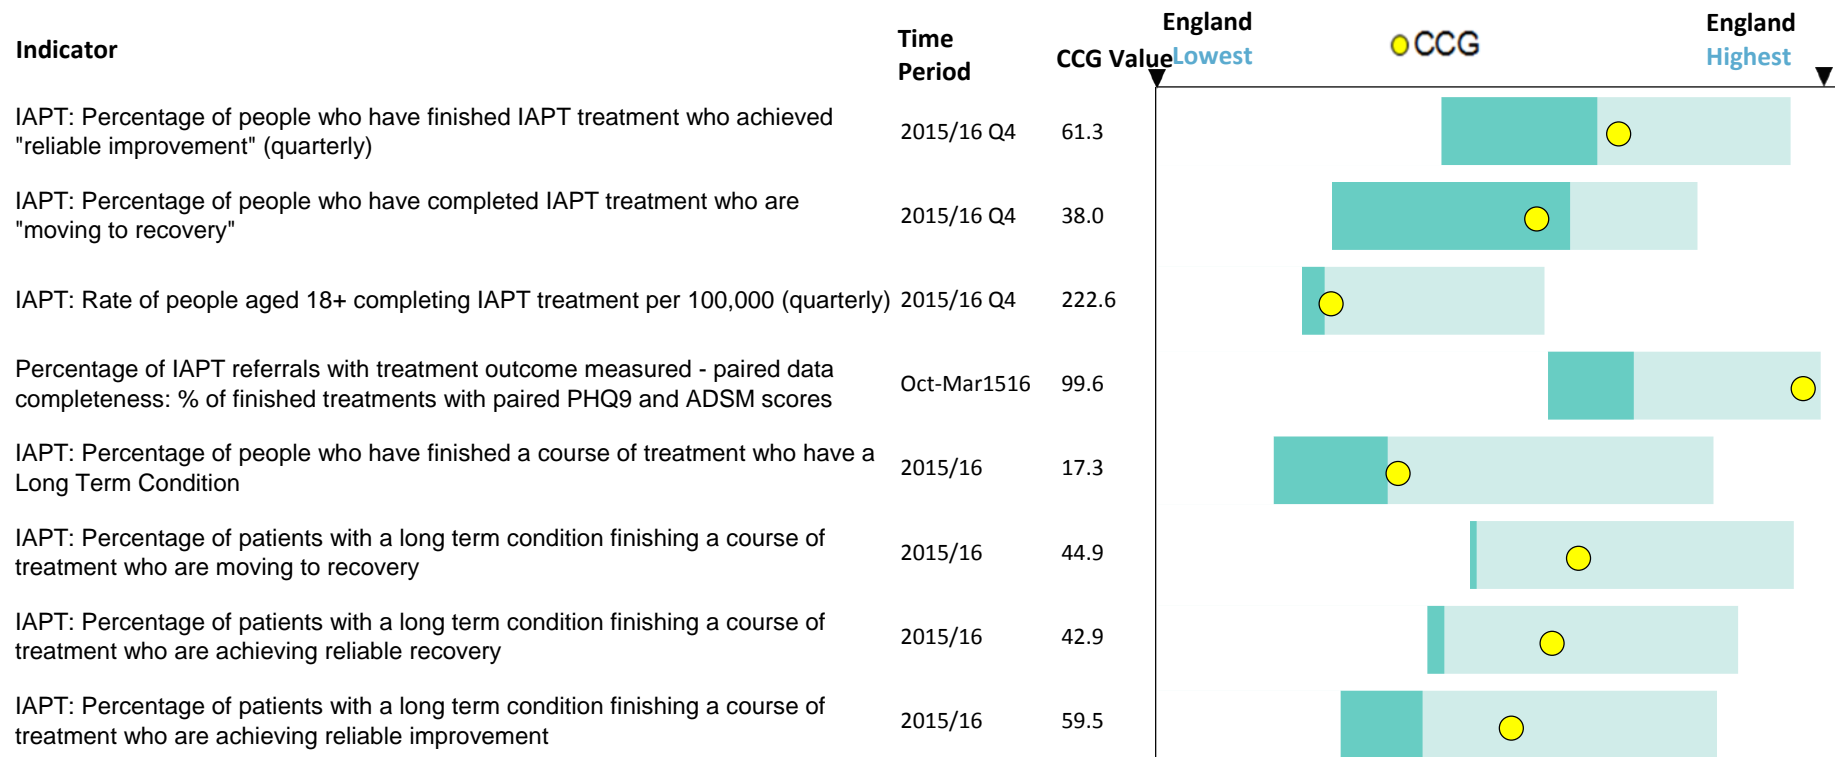 Indicator
Time
Period
CCG Value
England
Lowest
CCG
England
Highest
IAPT: Percentage of people who have finished IAPT treatment who achieved
"reliable improvement" (quarterly)
2015/16 Q4
61.3
IAPT: Percentage of people who have completed IAPT treatment who are
"moving to recovery"
2015/16 Q4
38.0
IAPT: Rate of people aged 18+ completing IAPT treatment per 100,000 (quarterly)
2015/16 Q4
222.6
Percentage of IAPT referrals with treatment outcome measured - paired data
completeness: % of finished treatments with paired PHQ9 and ADSM scores
Oct-Mar1516
99.6
IAPT: Percentage of people who have finished a course of treatment who have a
Long Term Condition
2015/16
17.3
IAPT: Percentage of patients with a long term condition finishing a course of
treatment who are moving to recovery
2015/16
44.9
IAPT: Percentage of patients with a long term condition finishing a course of
treatment who are achieving reliable recovery
2015/16
42.9
IAPT: Percentage of patients with a long term condition finishing a course of
treatment who are achieving reliable improvement
2015/16
59.5